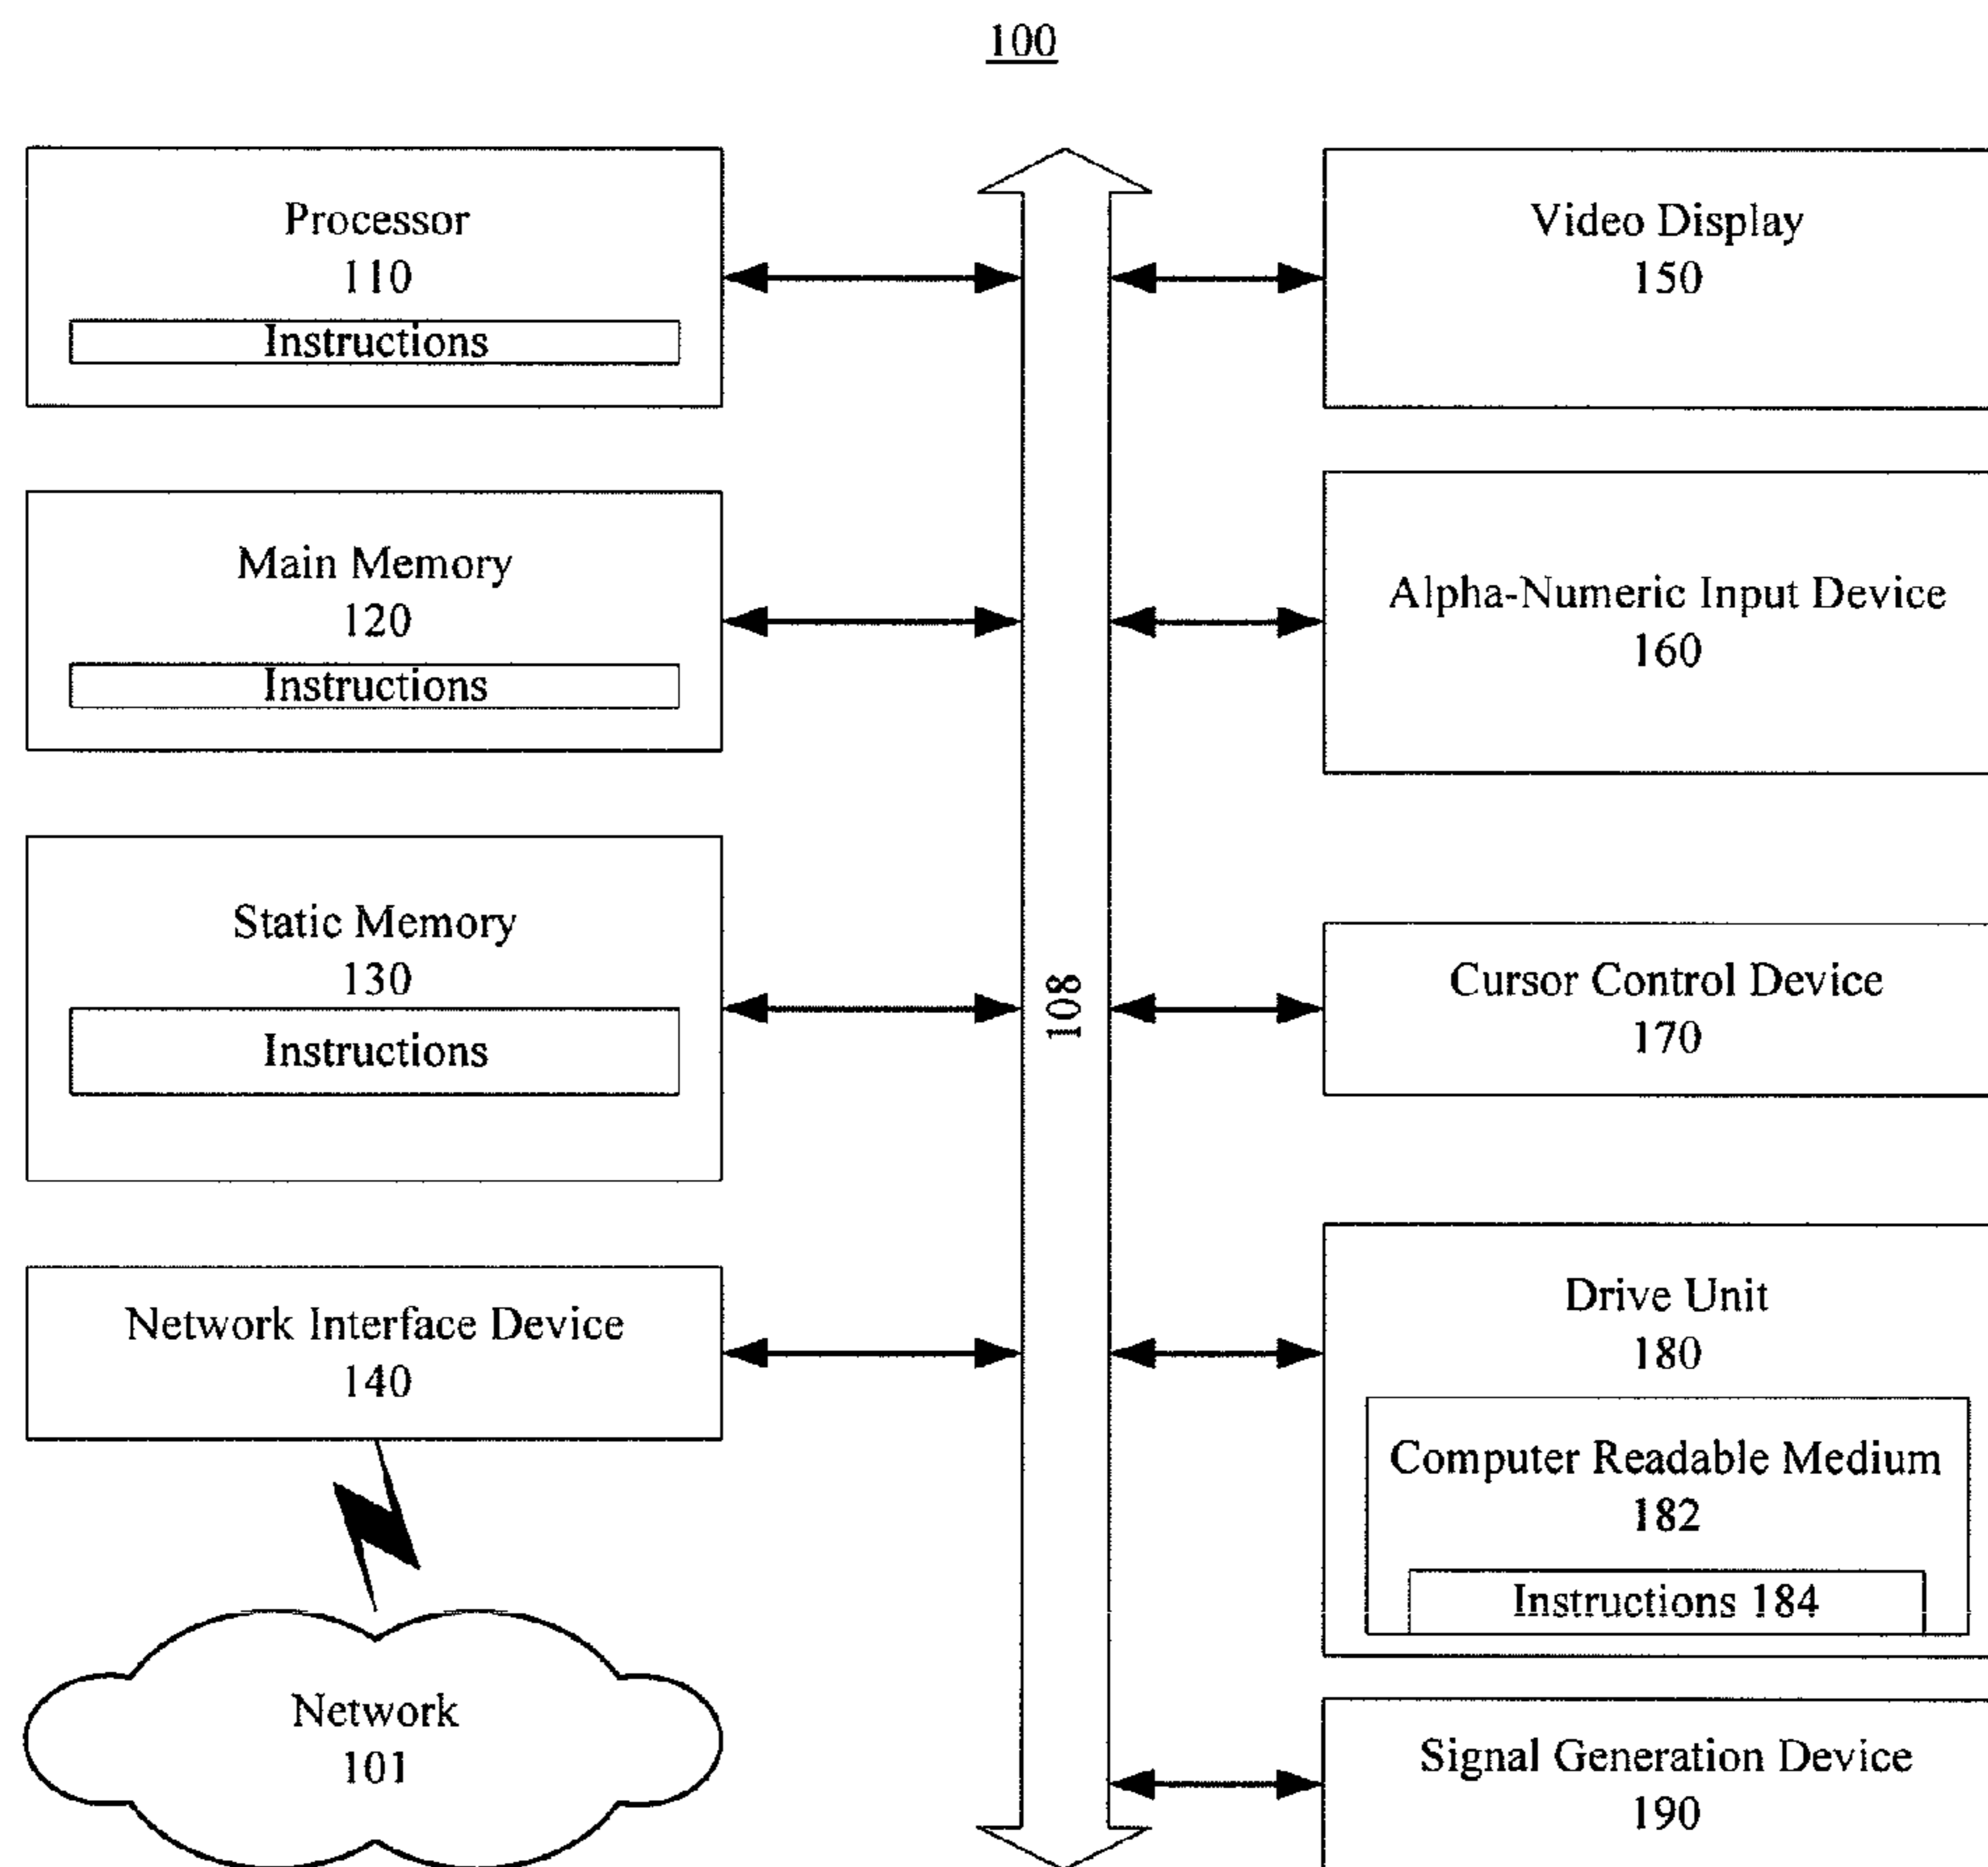 100
Processor
110
Instructions
Main Memory
120
Instructions
Static Memory
130
Instructions
Network Interface Device
140
Network
101
108
Video Display
150
Alpha-Numeric Input Device
160
Cursor Control Device
170
Drive Unit
180
Computer Readable Medium
182
Instructions 184
Signal Generation Device
190